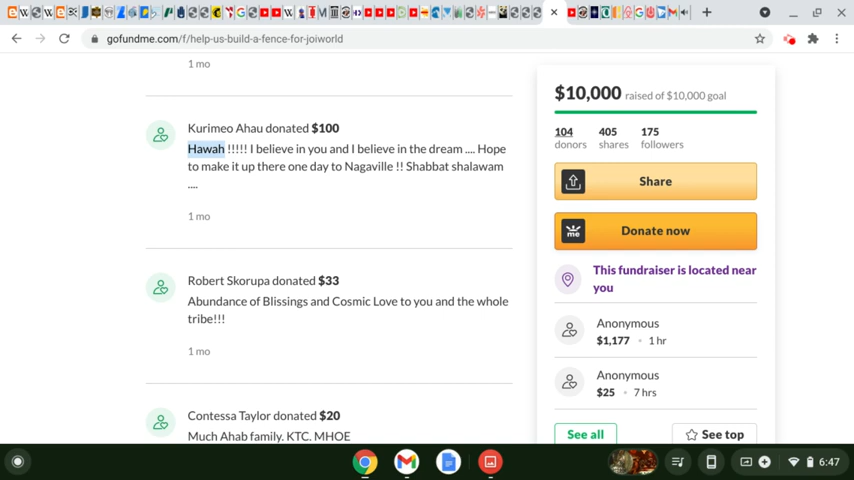 gofundme.com/f/help-us-build-a-fence-for-joiworld
1 mo
Kurimeo Ahau donated $100
Hawah !!!!! I believe in you and I believe in the dream .... Hope
to make it up there one day to Nagaville !! Shabbat shalawam
....
1 mo
Robert Skorupa donated $33
Abundance of Blissings and Cosmic Love to you and the whole
tribe!!!
1 mo
Contessa Taylor donated $20
Much Ahab family. KTC. MHOE
$10,000 raised of $10,000 goal
104 405 175
donors shares followers
Share
me Donate now
This fundraiser is located near
you
Anonymous
$1,177 • 1 hr
Anonymous
$25 • 7 hrs
See all See top
6:47